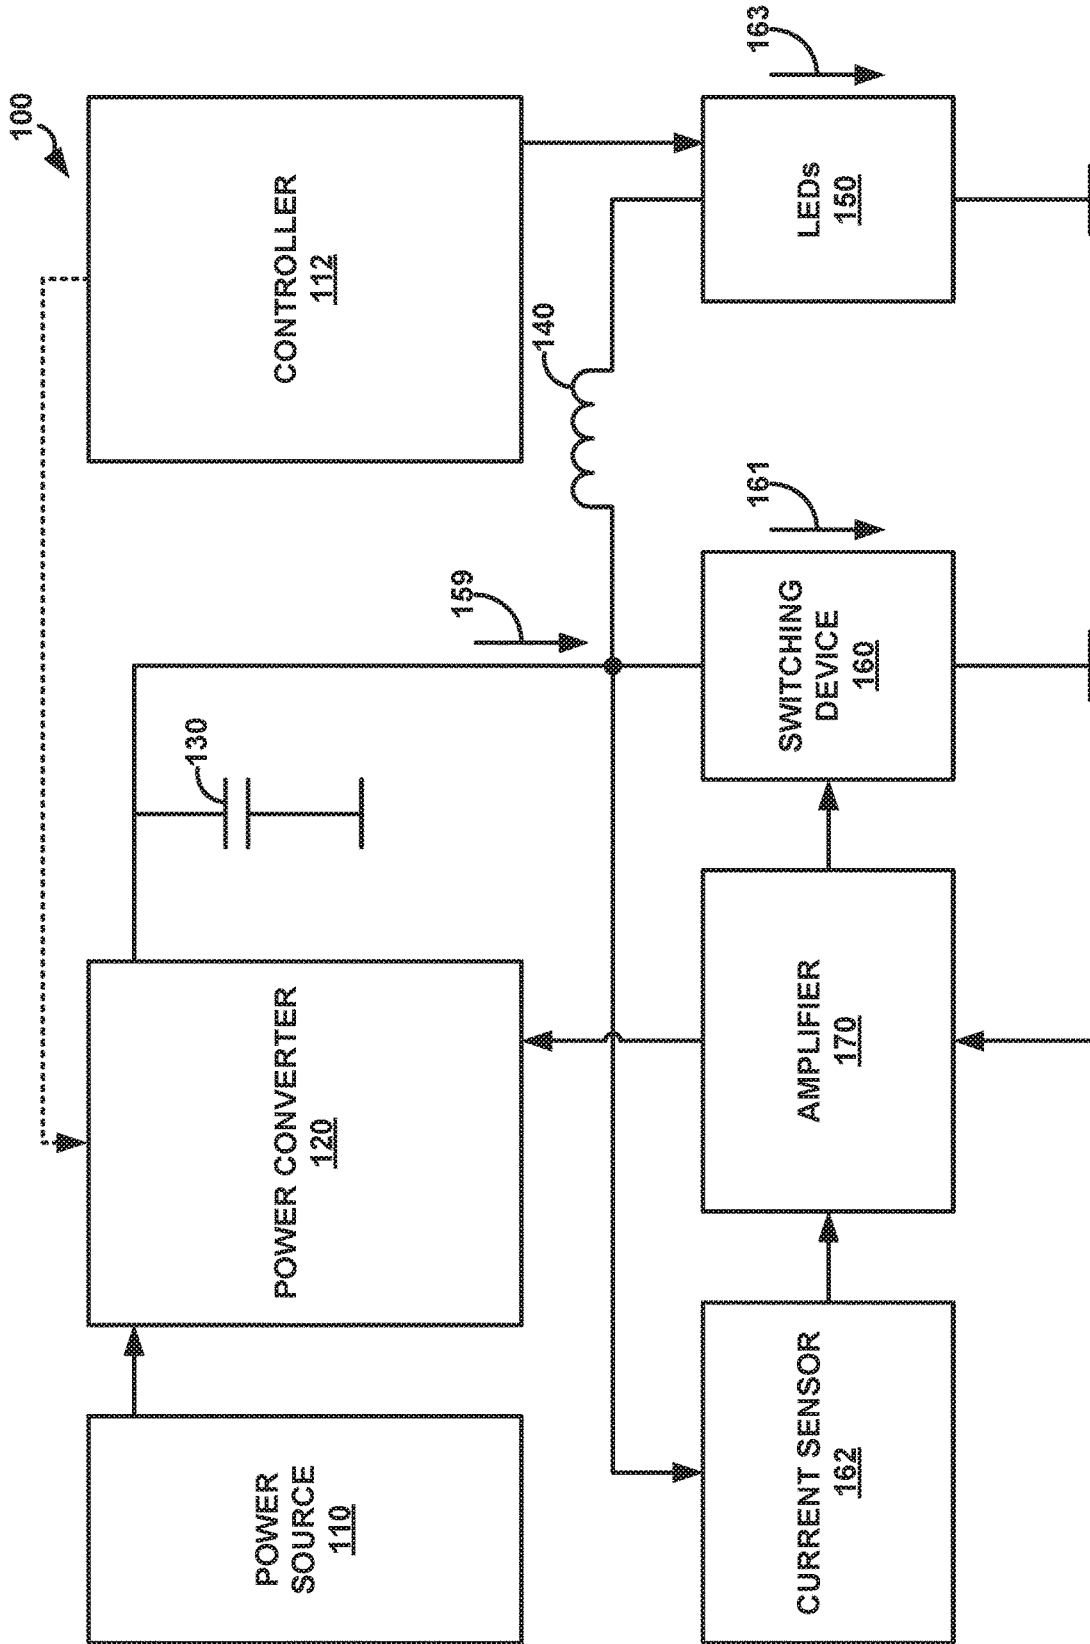 100
POWER
SOURCE
110
POWER CONVERTER
120
CONTROLLER
112
130
159
140
CURRENT SENSOR
162
AMPLIFIER
170
SWITCHING
DEVICE
160
161
LEDs
150
163